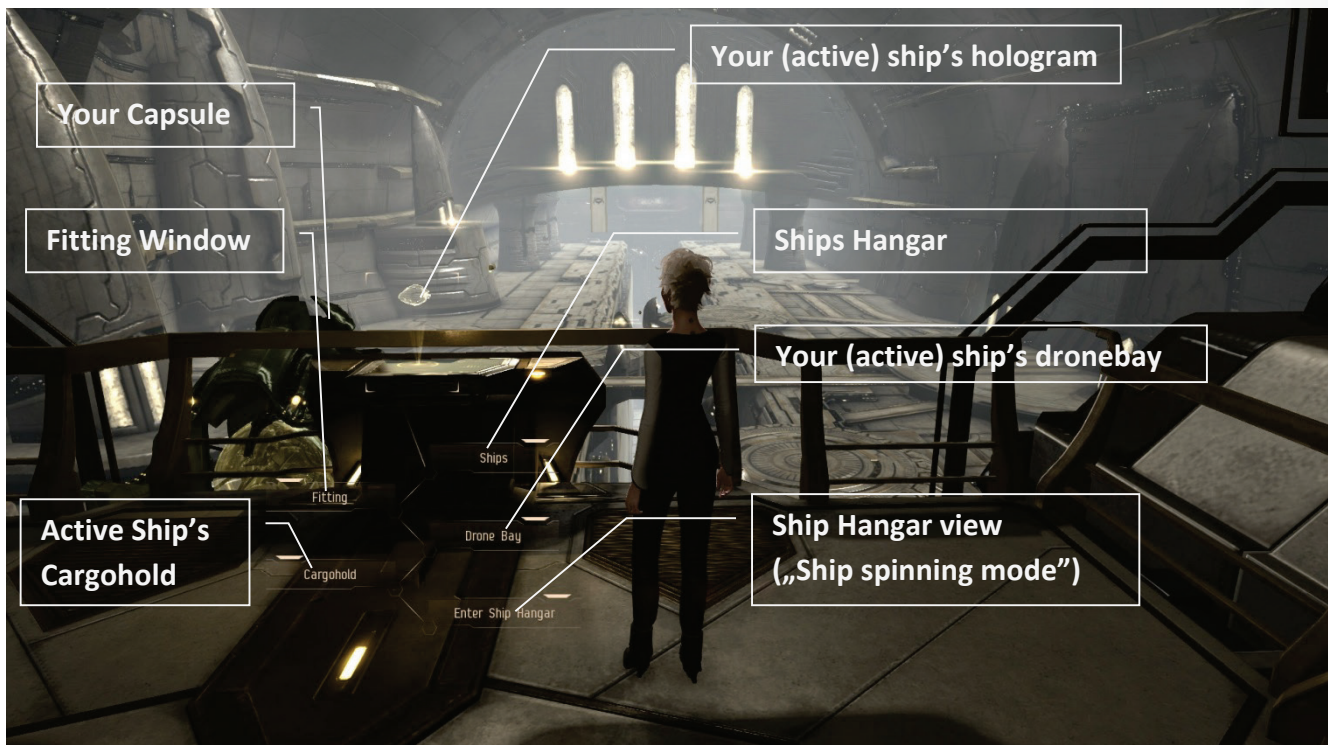 Your (active) ship's hologram
Your Capsule
Fitting Window
Ships Hangar
Your (active) ship's dronebay
Ships
Fitting
Active Ship's
Cargohold
Drone Bay
Ship Hangar view
(„Ship spinning mode”)
Cargohold
Enter Ship Hangar